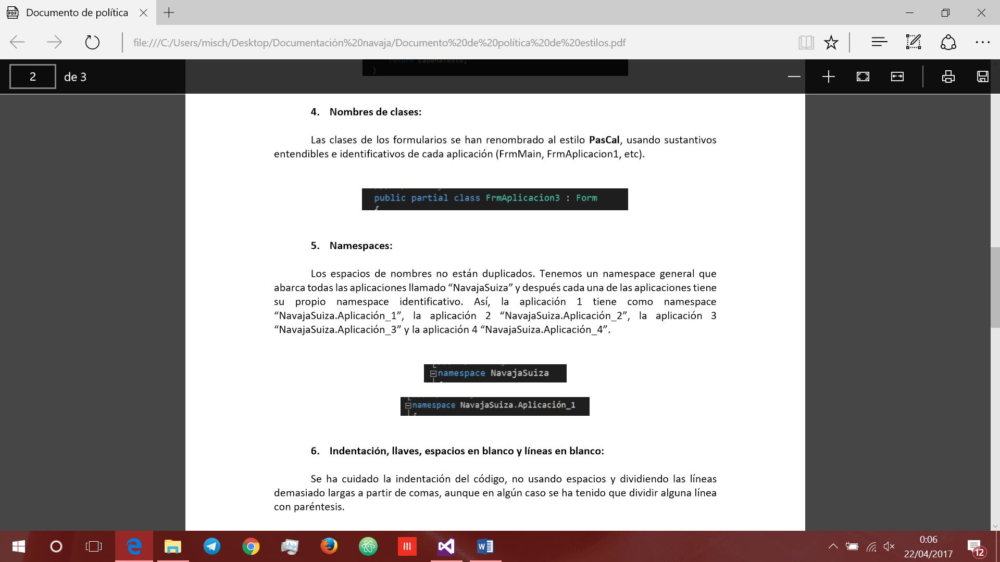 Documento de política
file:///C:/Users/misch/Desktop/Documentación%20navaja/Documento%20de%20política%20de%20estilos.pdf
return cadenaTexto;
}
2 de 3
4. Nombres de clases:
Las clases de los formularios se han renombrado al estilo PasCal, usando sustantivos
entendibles e identificativos de cada aplicación (FrmMain, FrmAplicacion1, etc).
public partial class FrmAplicacion3 : Form
{
5. Namespaces:
Los espacios de nombres no están duplicados. Tenemos un namespace general que
abarca todas las aplicaciones llamado “NavajaSuiza” y después cada una de las aplicaciones tiene
su propio namespace identificativo. Así, la aplicación 1 tiene como namespace
“NavajaSuiza.Aplicación_1”, la aplicación 2 “NavajaSuiza.Aplicación_2”, la aplicación 3
“NavajaSuiza.Aplicación_3” y la aplicación 4 “NavajaSuiza.Aplicación_4”.
namespace NavajaSuiza
namespace NavajaSuiza.Aplicación_1
6. Indentación, llaves, espacios en blanco y líneas en blanco:
Se ha cuidado la indentación del código, no usando espacios y dividiendo las líneas
demasiado largas a partir de comas, aunque en algún caso se ha tenido que dividir alguna línea
con paréntesis.
0:06
22/04/2017
12